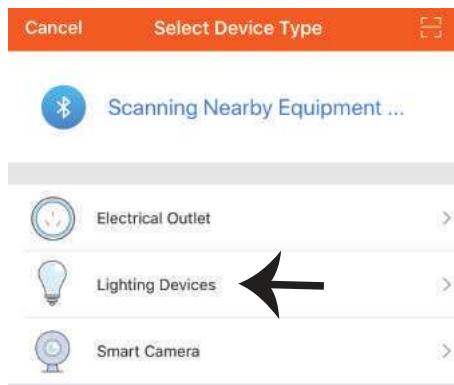 Cancel Select Device Type
Scanning Nearby Equipment ...
Electrical Outlet
Lighting Devices
Smart Camera